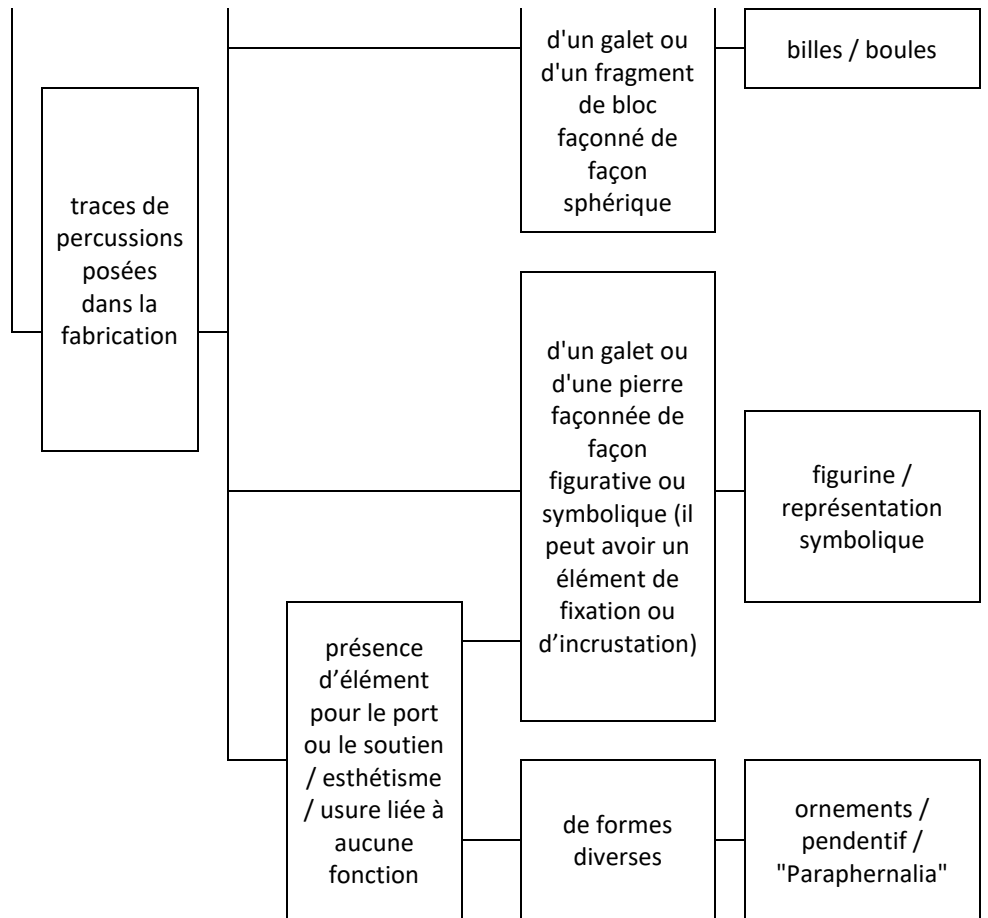 d'un galet ou
d'un fragment
de bloc
façonné de
façon
sphérique
billes / boules
traces de
percussions
posées
dans la
fabrication
d'un galet ou
d'une pierre
façonnée de
façon
figurative ou
symbolique (il
peut avoir un
élément de
fixation ou
d’incrustation)
figurine /
représentation
symbolique
présence
d’élément
pour le port
ou le soutien
/ esthétisme
/ usure liée à
aucune
fonction
de formes
diverses
ornements /
pendentif /
"Paraphernalia"